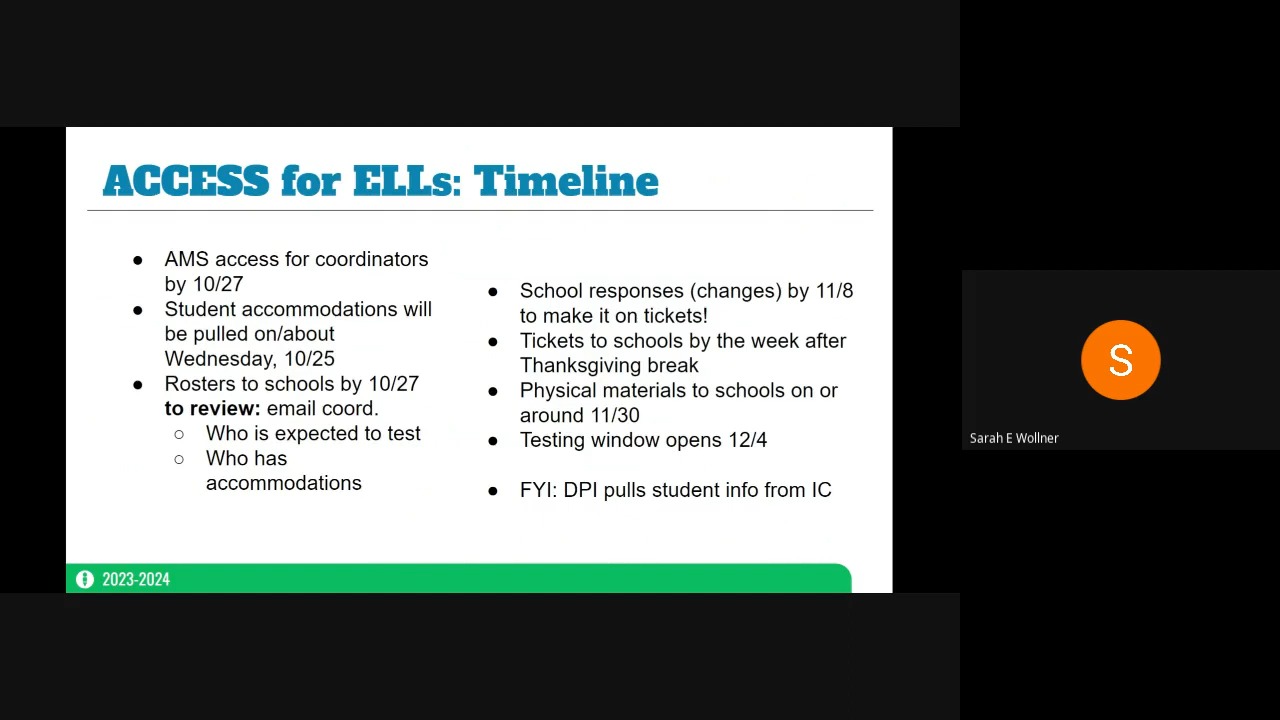 ACCESS for ELLs: Timeline
● AMS access for coordinators
by 10/27
● Student accommodations will
be pulled on/about
Wednesday, 10/25
● Rosters to schools by 10/27
to review: email coord.
○ Who is expected to test
○ Who has
accommodations
● School responses (changes) by 11/8
to make it on tickets!
● Tickets to schools by the week after
Thanksgiving break
● Physical materials to schools on or
around 11/30
● Testing window opens 12/4
● FYI: DPI pulls student info from IC
2023-2024
S
Sarah E Wollner